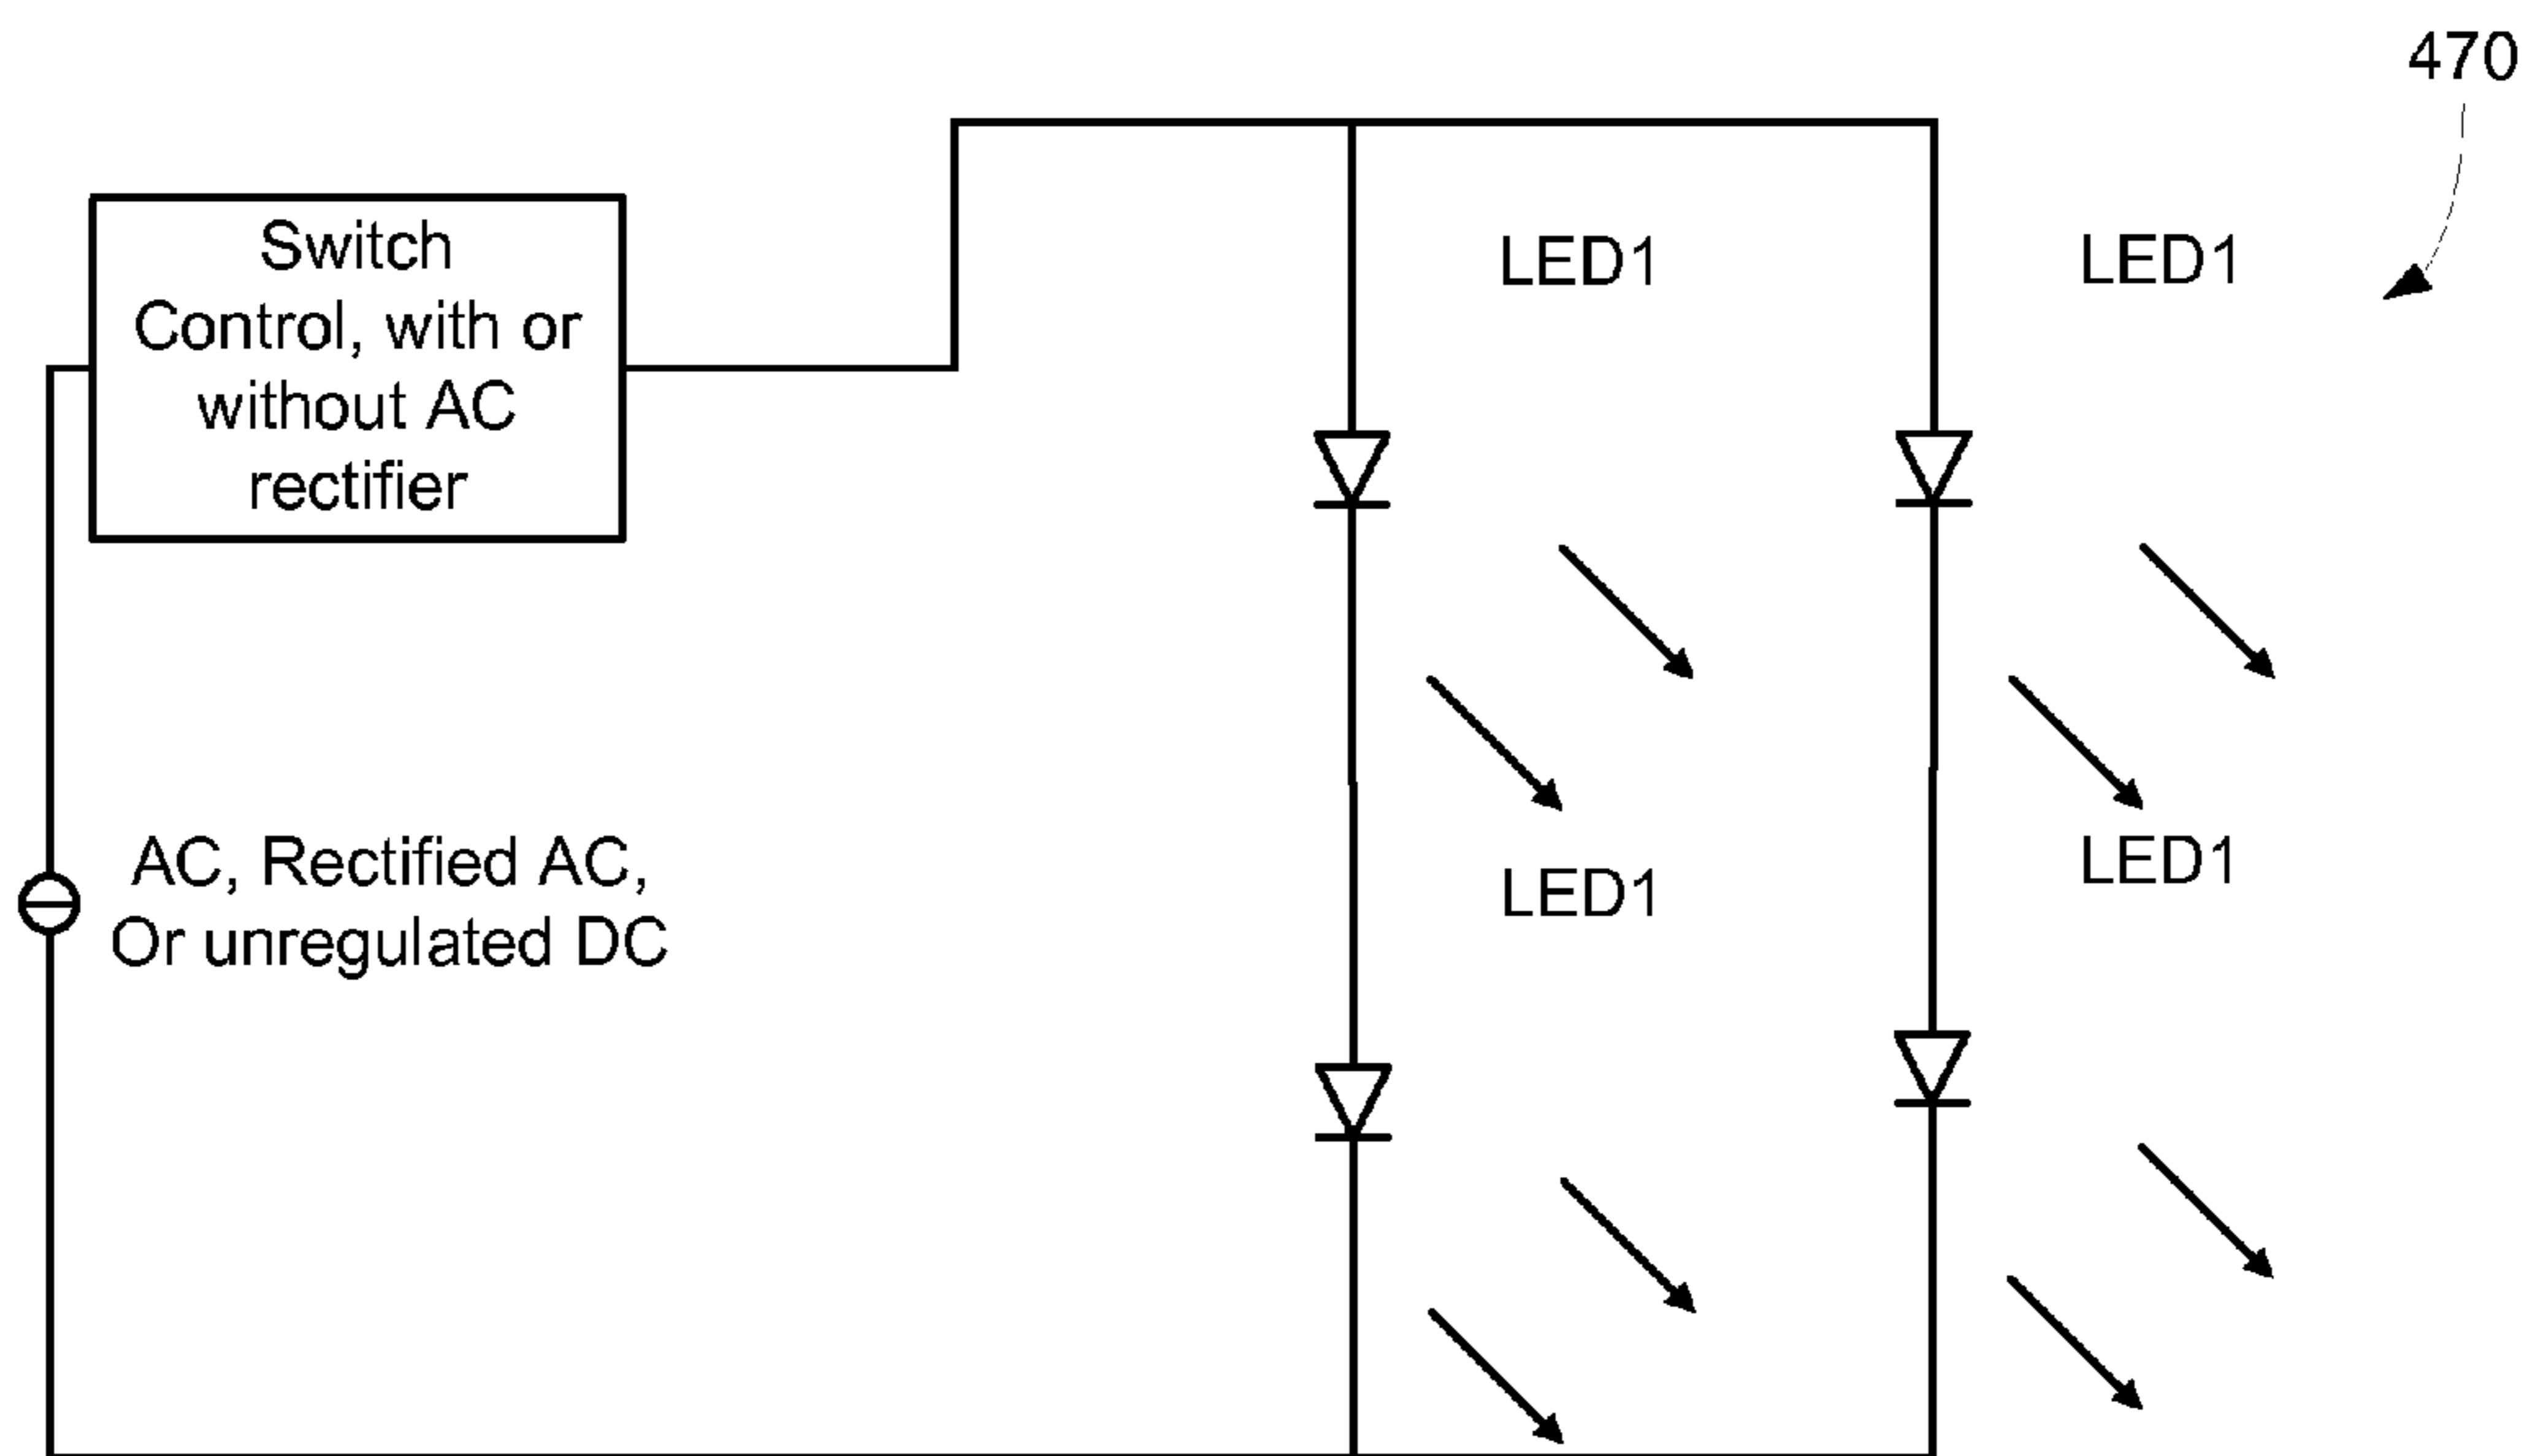 470
Switch
Control, with or
without AC
rectifier
LED1
LED1
AC, Rectified AC,
Or unregulated DC
LED1
LED1